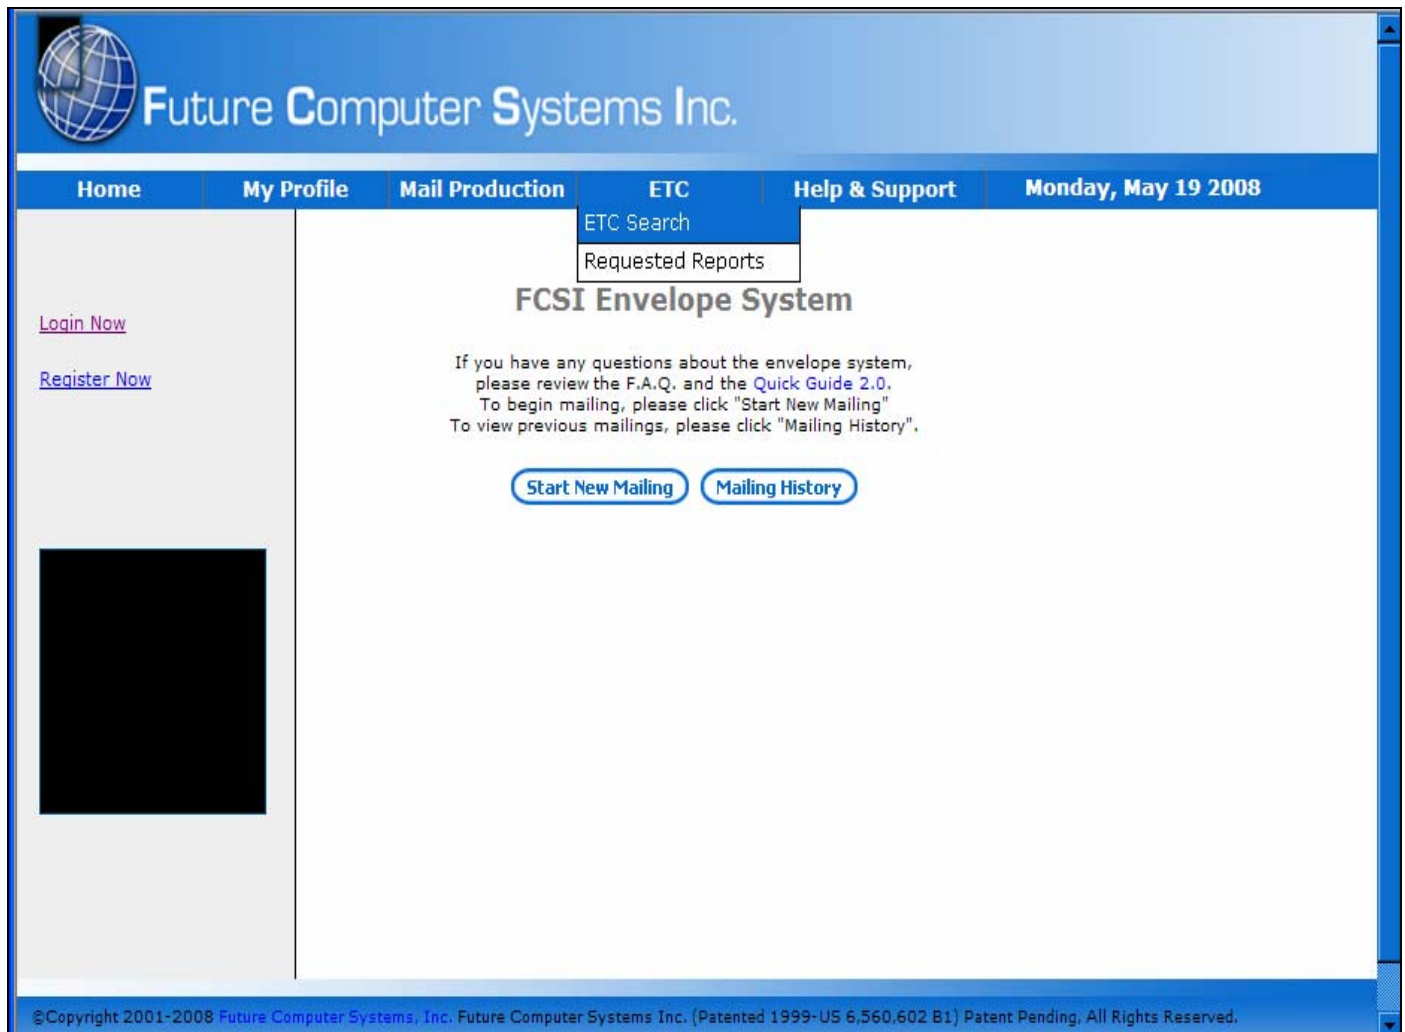 Future Computer Systems Inc.
Home My Profile Mail Production ETC Help & Support Monday, May 19 2008
ETC Search
Requested Reports
FCSI Envelope System
Login Now
Register Now
If you have any questions about the envelope system,
please review the F.A.Q. and the Quick Guide 2.0.
To begin mailing, please click "Start New Mailing"
To view previous mailings, please click "Mailing History".
Start New Mailing Mailing History
©Copyright 2001-2008 Future Computer Systems, Inc. Future Computer Systems Inc. (Patented 1999-US 6,560,602 B1) Patent Pending, All Rights Reserved.